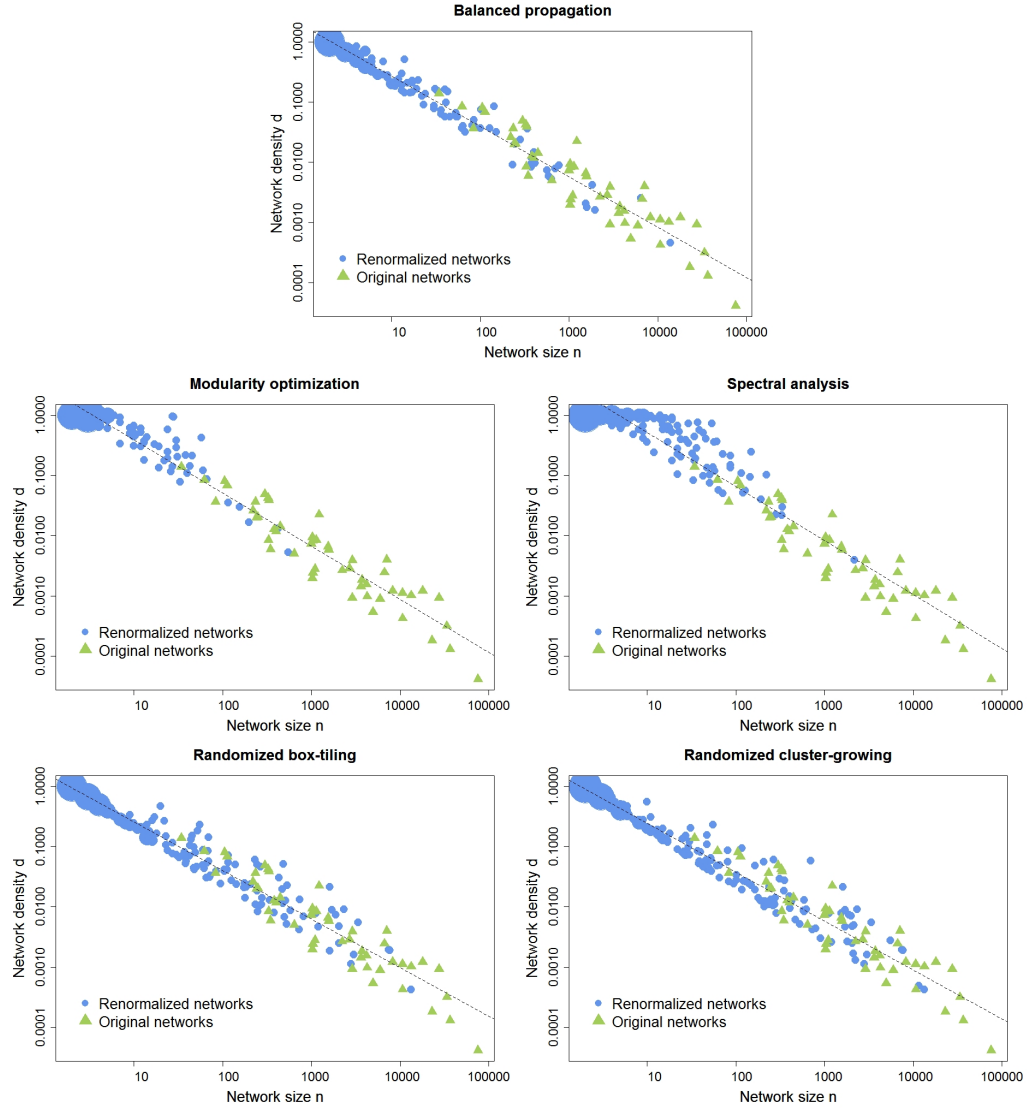 Balanced propagation
Network density d
1.0000
0.1000
0.0100
0.0010
0.0001
Renormalized networks
Original networks
10 100 1000 10000 100000
Network size n
Modularity optimization
Network density d
1.0000
0.1000
0.0100
0.0010
0.0001
Renormalized networks
Original networks
10 100 1000 10000 100000
Network size n
Spectral analysis
Network density d
1.0000
0.1000
0.0100
0.0010
0.0001
Renormalized networks
Original networks
10 100 1000 10000 100000
Network size n
Randomized box-tiling
Network density d
1.0000
0.1000
0.0100
0.0010
0.0001
Renormalized networks
Original networks
10 100 1000 10000 100000
Network size n
Randomized cluster-growing
Network density d
1.0000
0.1000
0.0100
0.0010
0.0001
Renormalized networks
Original networks
10 100 1000 10000 100000
Network size n